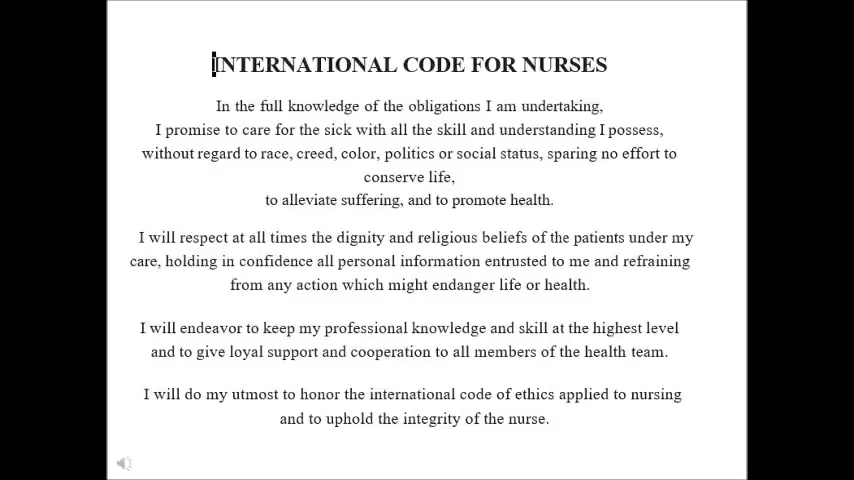 INTERNATIONAL CODE FOR NURSES
In the full knowledge of the obligations I am undertaking,
I promise to care for the sick with all the skill and understanding I possess,
without regard to race, creed, color, politics or social status, sparing no effort to
conserve life,
to alleviate suffering, and to promote health.
I will respect at all times the dignity and religious beliefs of the patients under my
care, holding in confidence all personal information entrusted to me and refraining
from any action which might endanger life or health.
I will endeavor to keep my professional knowledge and skill at the highest level
and to give loyal support and cooperation to all members of the health team.
I will do my utmost to honor the international code of ethics applied to nursing
and to uphold the integrity of the nurse.